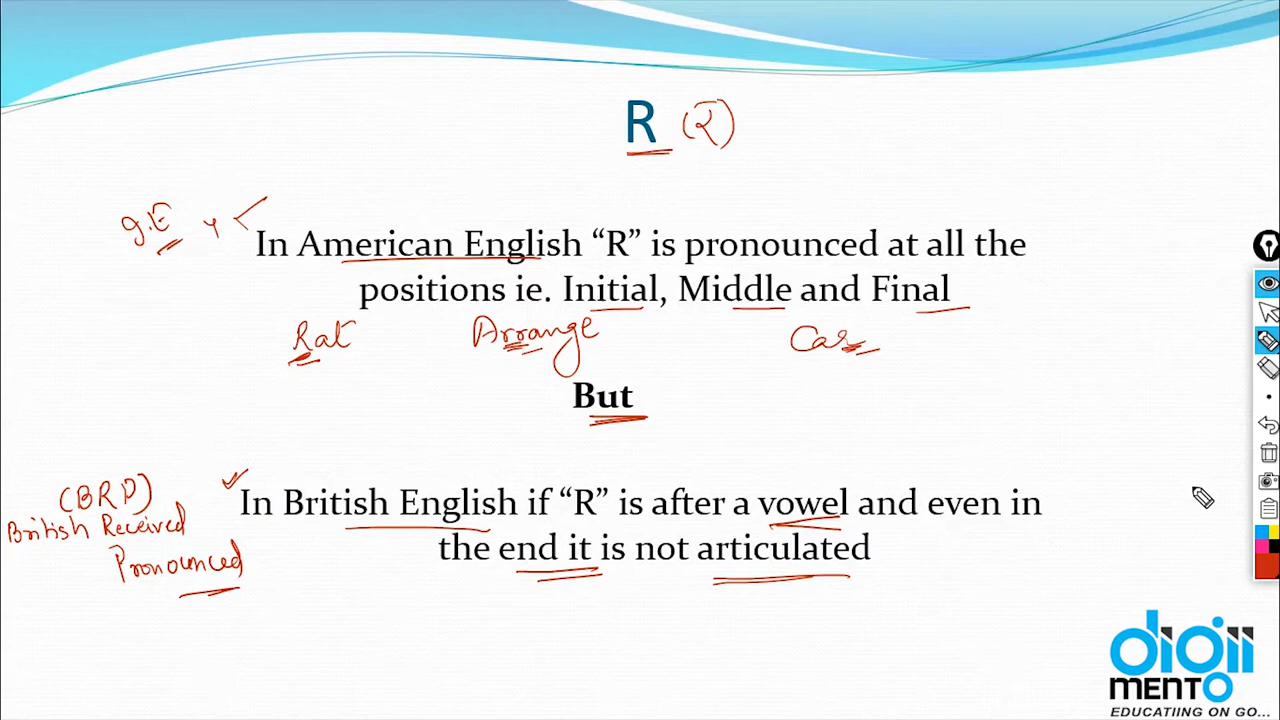 R (र)
g.E
In American English “R” is pronounced at all the
positions ie. Initial, Middle and Final
Rat Arrange Car
But
(BRP)
British Received
Pronounced
In British English if “R” is after a vowel and even in
the end it is not articulated
digii
MENTO
EDUCATIING ON GO...